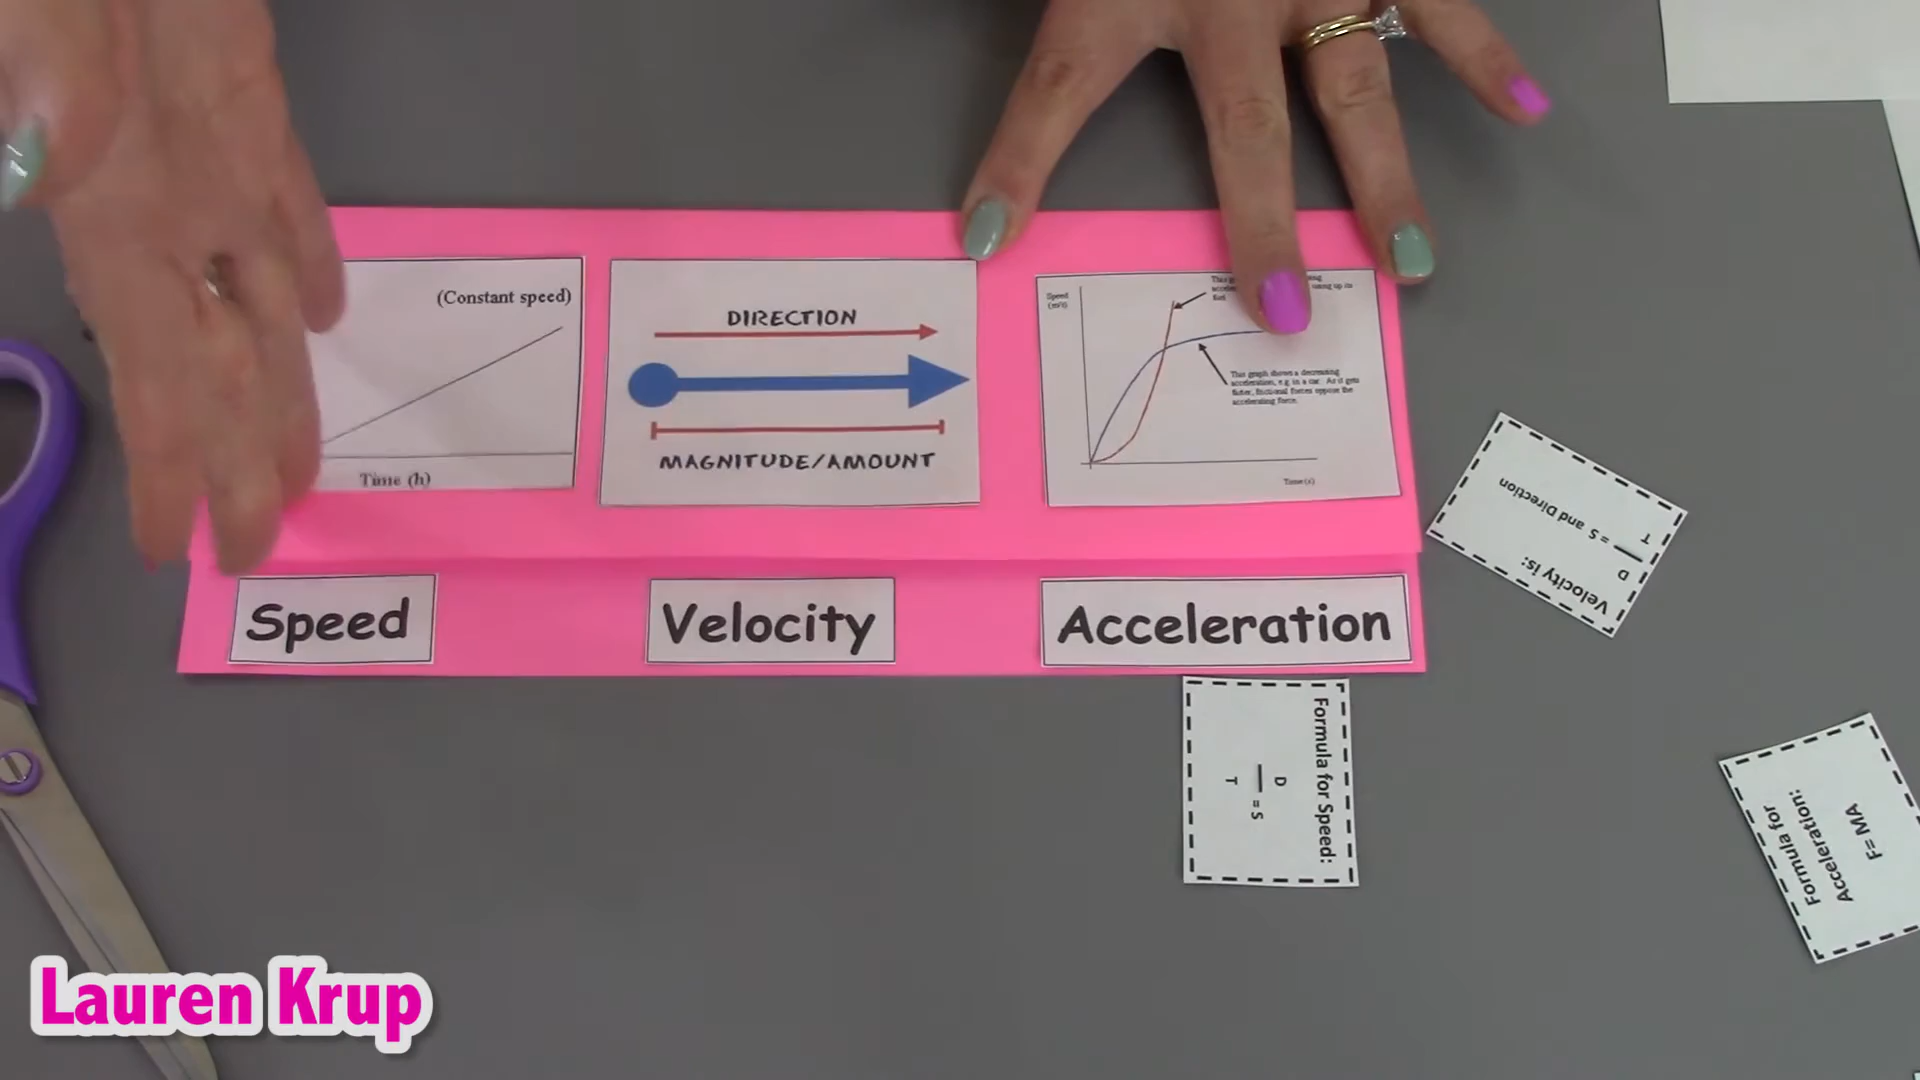 (Constant speed)
Time (h)
DIRECTION
MAGNITUDE/AMOUNT
Speed
(m/s)
This graph shows a decreasing
acceleration, e.g. in a car. As it gets
faster, frictional forces oppose the
accelerating force.
Time (s)
Speed
Velocity
Acceleration
Velocity is:
D
= S and Direction
T
Formula for Speed:
D
= S
T
Formula for
Acceleration:
F= MA
Lauren Krup